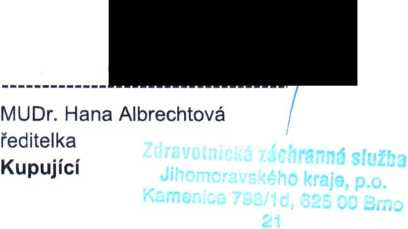 MUDr. Hana Albrechtová
ředitelka
Kupující
Zdravotnická záchranná služba
Jihomoravského kraje, p.o.
Kamenice 798/1d, 625 00 Brno
21